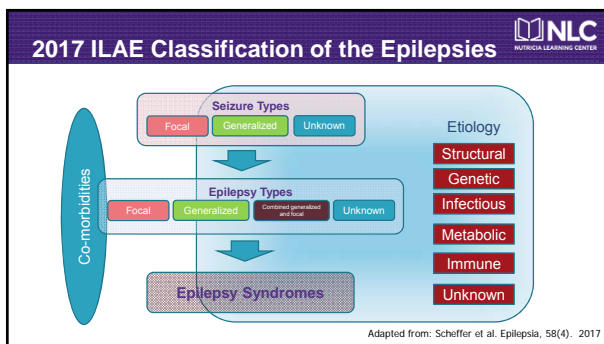 2017 ILAE Classification of the Epilepsies
NLC
NUTRICIA LEARNING CENTER
Co-morbidities
Seizure Types
Focal
Generalized
Unknown
Epilepsy Types
Focal
Generalized
Combined generalized
and focal
Unknown
Epilepsy Syndromes
Etiology
Structural
Genetic
Infectious
Metabolic
Immune
Unknown
Adapted from: Scheffer et al. Epilepsia, 58(4). 2017